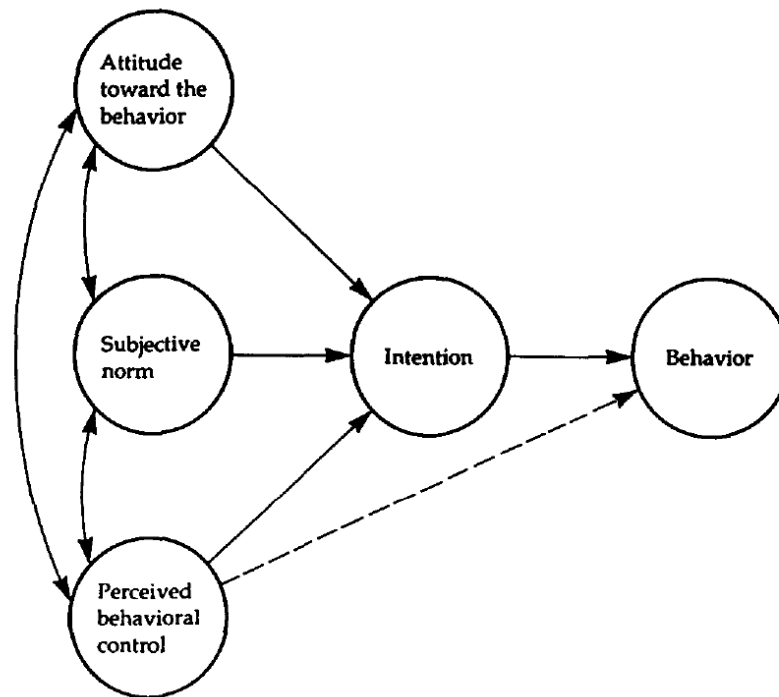 Attitude
toward the
behavior
Subjective
norm
Intention
Behavior
Perceived
behavioral
control